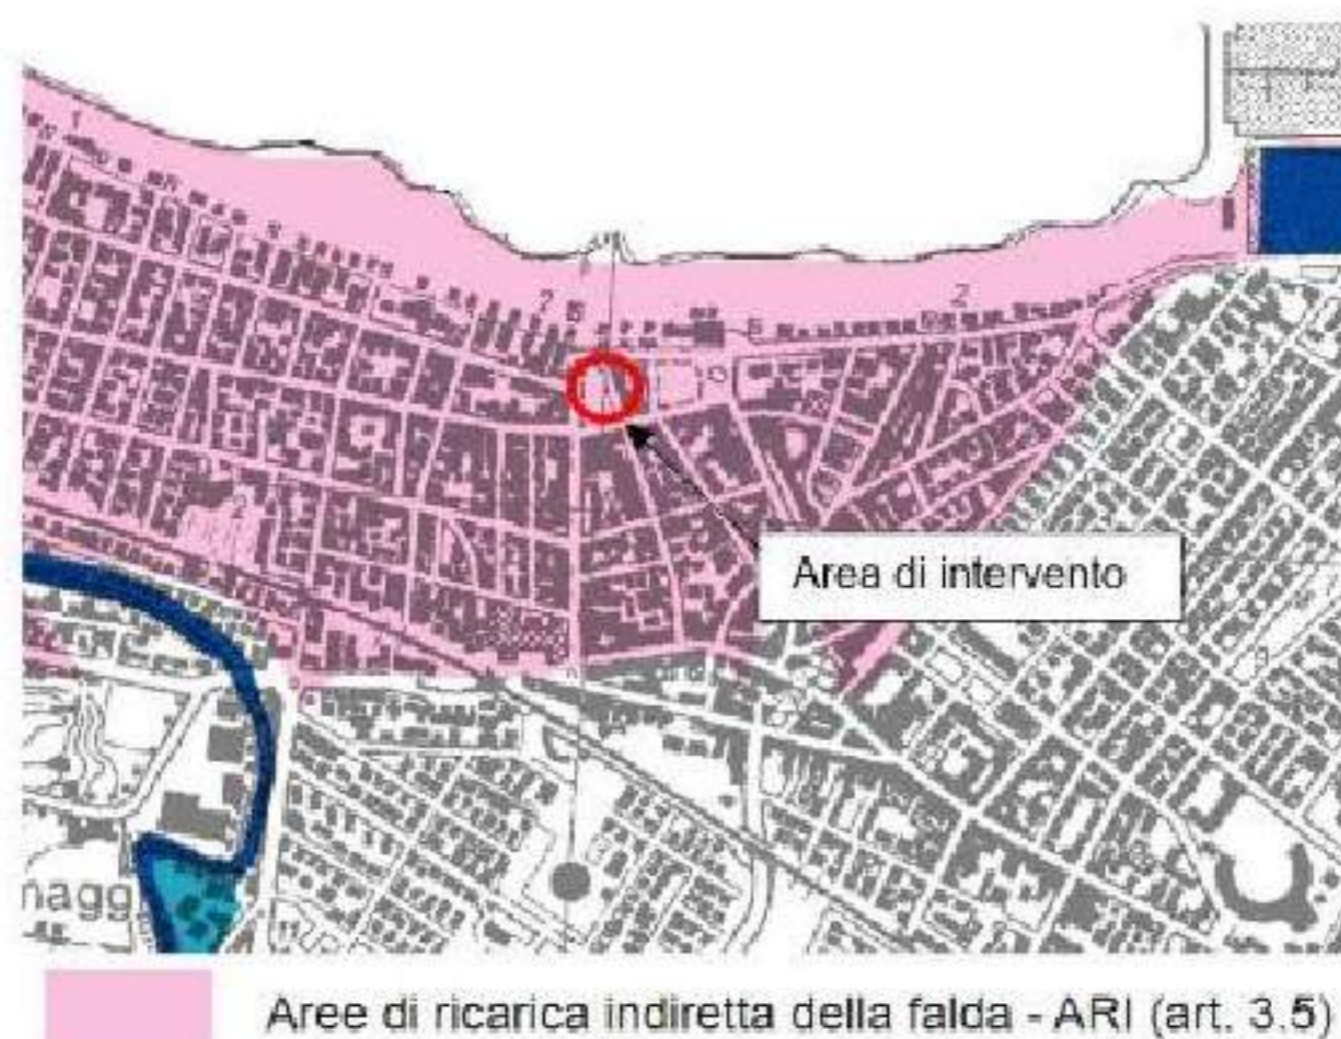 Area di intervento
nagg
Aree di ricarica indiretta della falda - ARI (art. 3.5)